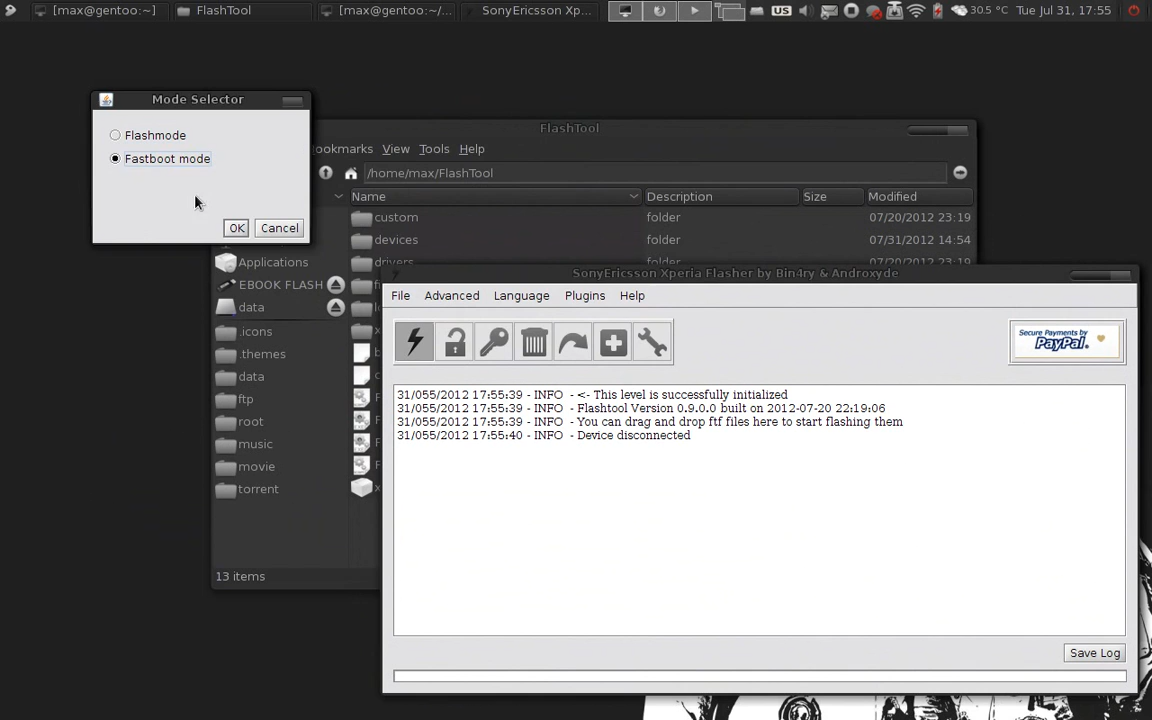 [max@gentoo:~]
FlashTool
[max@gentoo:~/...
SonyEricsson Xp...
US
30.5 °C
Tue Jul 31, 17:55
Mode Selector
Flashmode
Fastboot mode
OK
Cancel
FlashTool
ookmarks
View
Tools
Help
/home/max/FlashTool
Name
Description
Size
Modified
custom
folder
07/20/2012 23:19
devices
folder
07/31/2012 14:54
drivers
folder
07/20/2012 23:19
Applications
EBOOK FLASH
data
.icons
.themes
data
ftp
root
music
movie
torrent
13 items
SonyEricsson Xperia Flasher by Bin4ry & Androxyde
File
Advanced
Language
Plugins
Help
Secure Payments by
PayPal.
31/055/2012 17:55:39 - INFO - <- This level is successfully initialized
31/055/2012 17:55:39 - INFO - Flashtool Version 0.9.0.0 built on 2012-07-20 22:19:06
31/055/2012 17:55:39 - INFO - You can drag and drop ftf files here to start flashing them
31/055/2012 17:55:40 - INFO - Device disconnected
Save Log